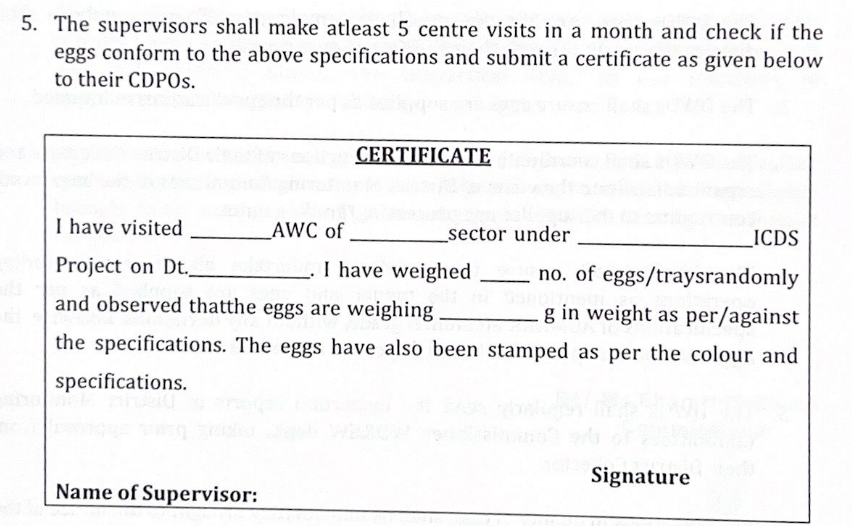 5. The supervisors shall make atleast 5 centre visits in a month and check if the
eggs conform to the above specifications and submit a certificate as given below
to their CDPOs.
CERTIFICATE
I have visited ________AWC of __________sector under ________________ICDS
Project on Dt.__________. I have weighed ______ no. of eggs/traysrandomly
and observed thatthe eggs are weighing __________ g in weight as per/against
the specifications. The eggs have also been stamped as per the colour and
specifications.
Signature
Name of Supervisor: